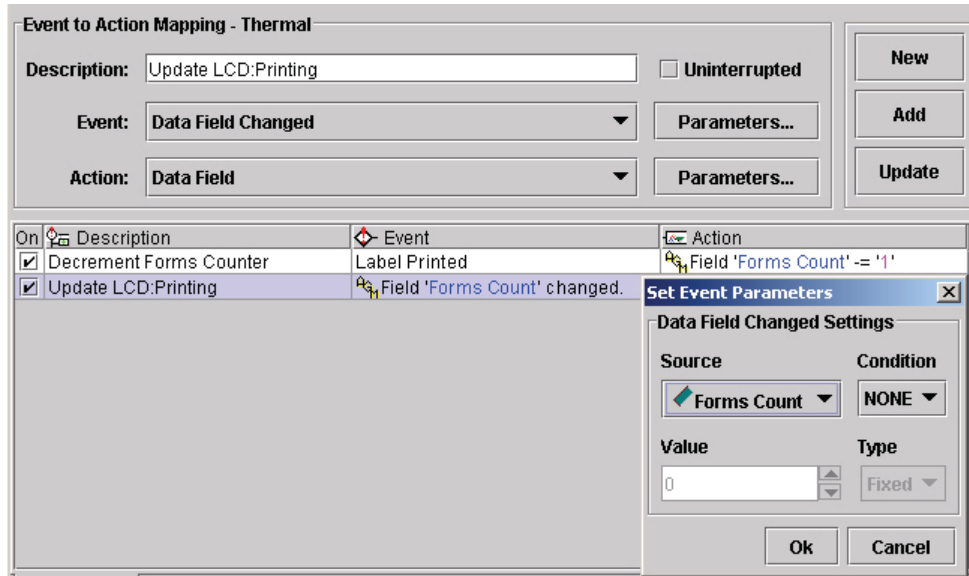 Event to Action Mapping - Thermal
Description: Update LCD:Printing Uninterrupted
Event: Data Field Changed Parameters...
Action: Data Field Parameters...
New
Add
Update
On Description Event Action
Decrement Forms Counter Label Printed AGM Field 'Forms Count' -= '1'
Update LCD:Printing AGM Field 'Forms Count' changed.
Set Event Parameters
Data Field Changed Settings
Source Condition
Forms Count NONE
Value Type
0 Fixed
Ok Cancel